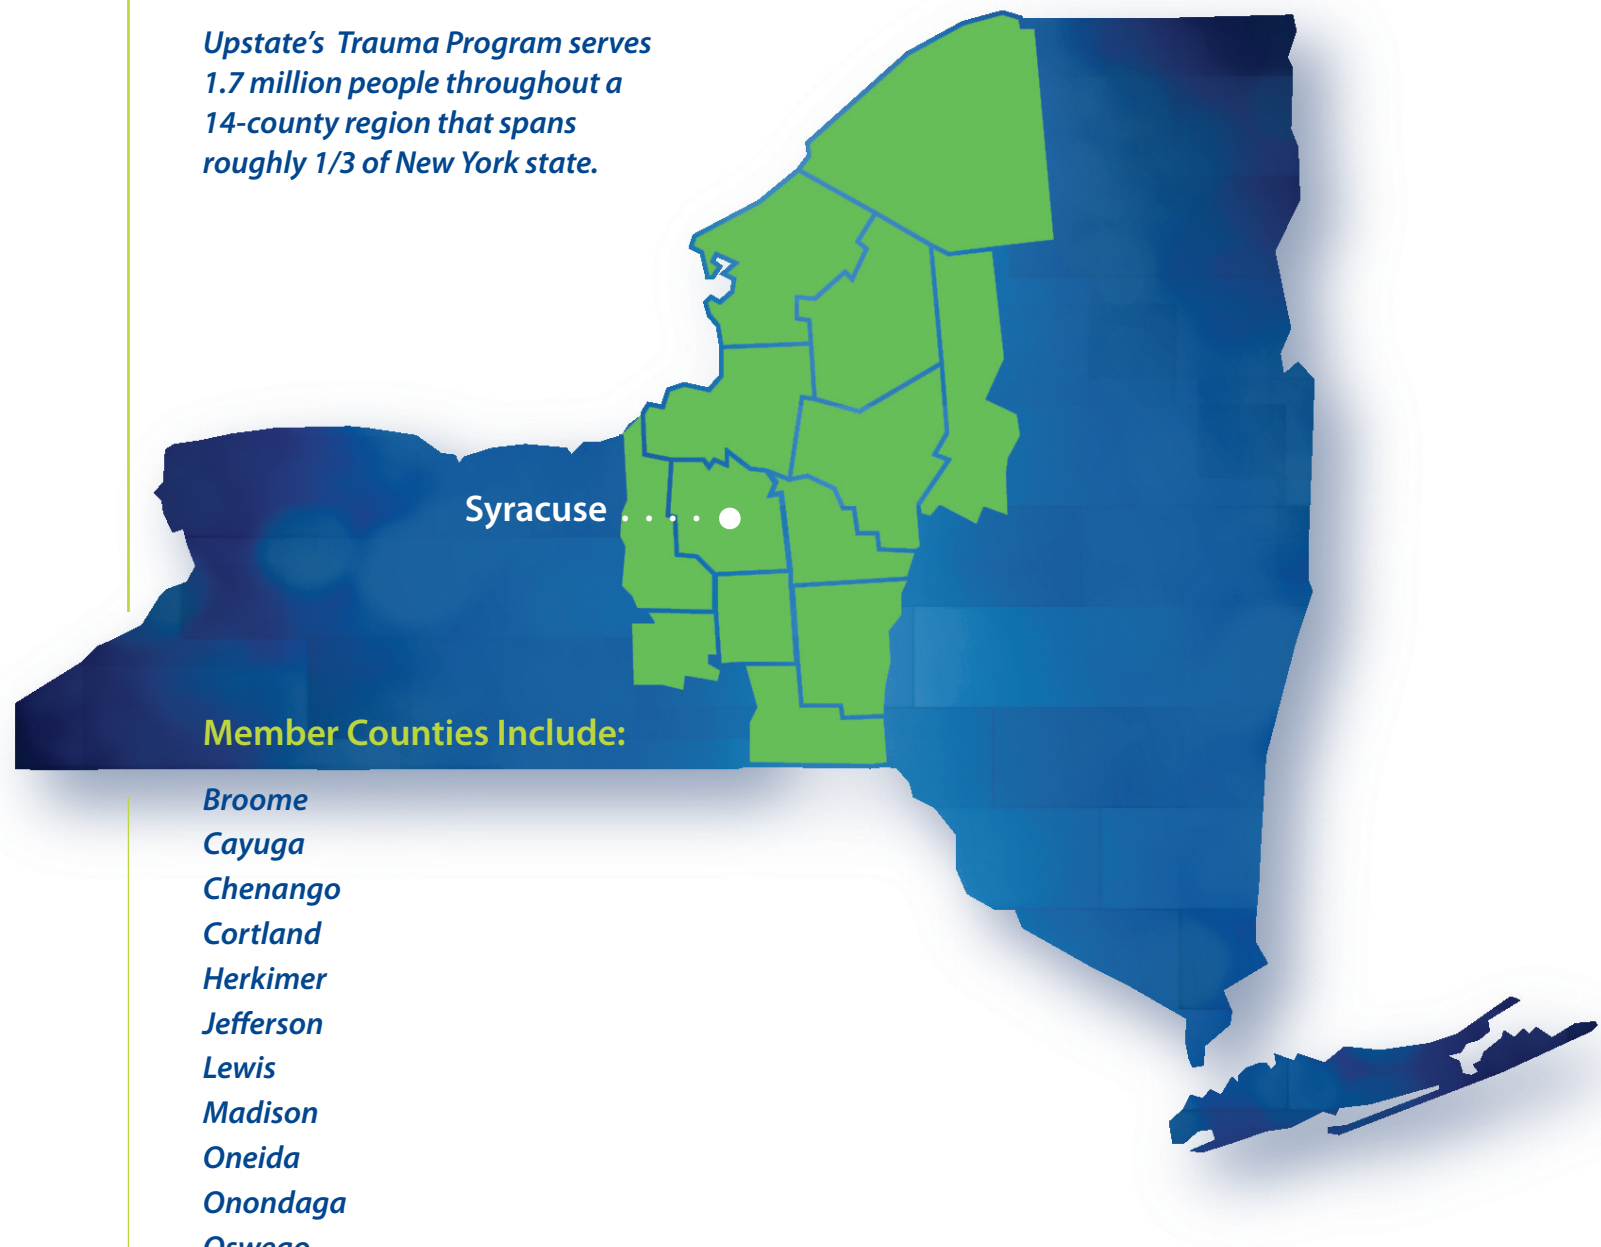 Upstate's Trauma Program serves
1.7 million people throughout a
14-county region that spans
roughly 1/3 of New York state.
Syracuse
Member Counties Include:
Broome
Cayuga
Chenango
Cortland
Herkimer
Jefferson
Lewis
Madison
Oneida
Onondaga
Oswego